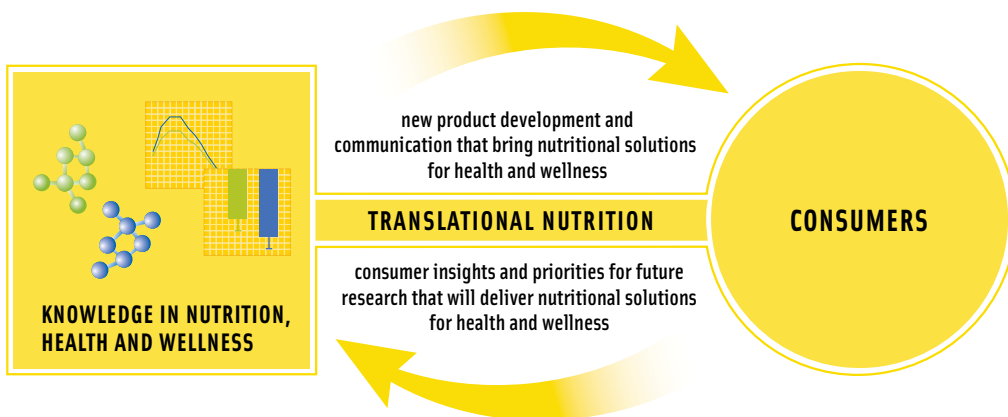 new product development and
communication that bring nutritional solutions
for health and wellness
TRANSLATIONAL NUTRITION
CONSUMERS
consumer insights and priorities for future
research that will deliver nutritional solutions
for health and wellness
KNOWLEDGE IN NUTRITION,
HEALTH AND WELLNESS